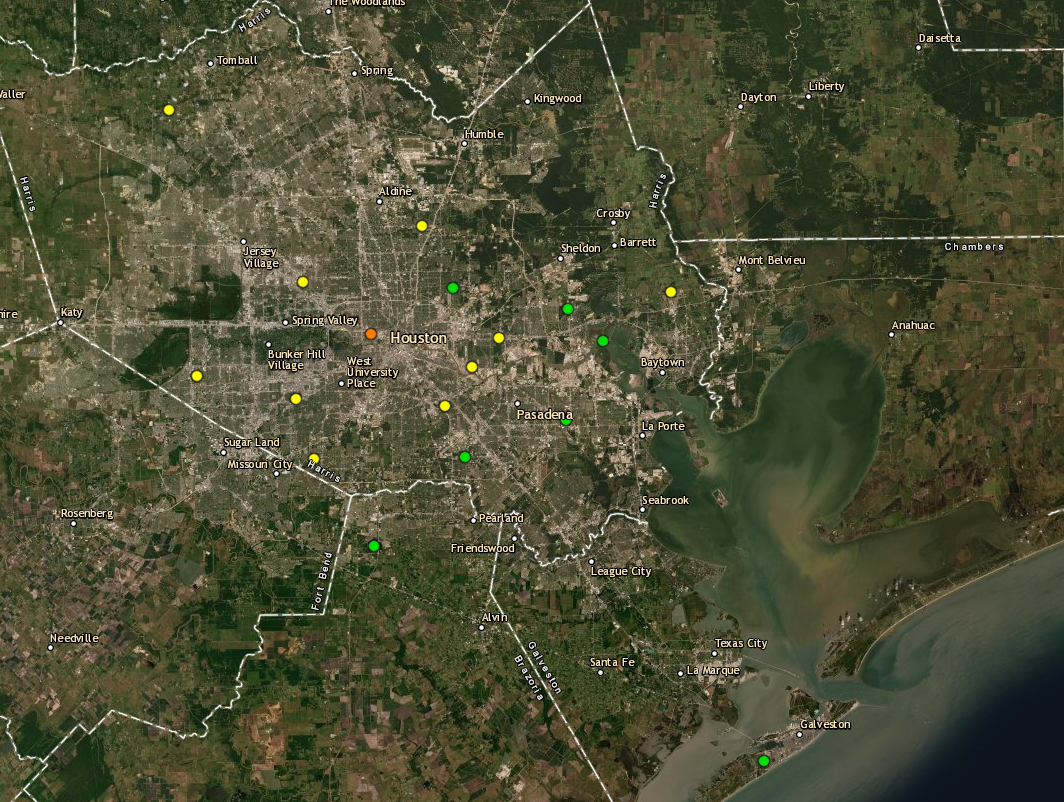 The Woodlands
Harris
Daisetta
Tomball
Spring
Liberty
Kingwood
Dayton
Humble
Harris
Harris
Aldine
Crosby
Barrett
Chambers
Sheldon
Jersey
Village
Mont Belvieu
Katy
Spring Valley
Houston
Anahuac
Bunker Hill
Village
West
University
Place
Baytown
Pasadena
La Porte
Sugar Land
Missouri City
Harris
Seabrook
Rosenberg
Pearland
Friendswood
League City
Fort Bend
Alvin
Needville
Texas City
Santa Fe
La Marque
Galveston
Brazoria
Galveston